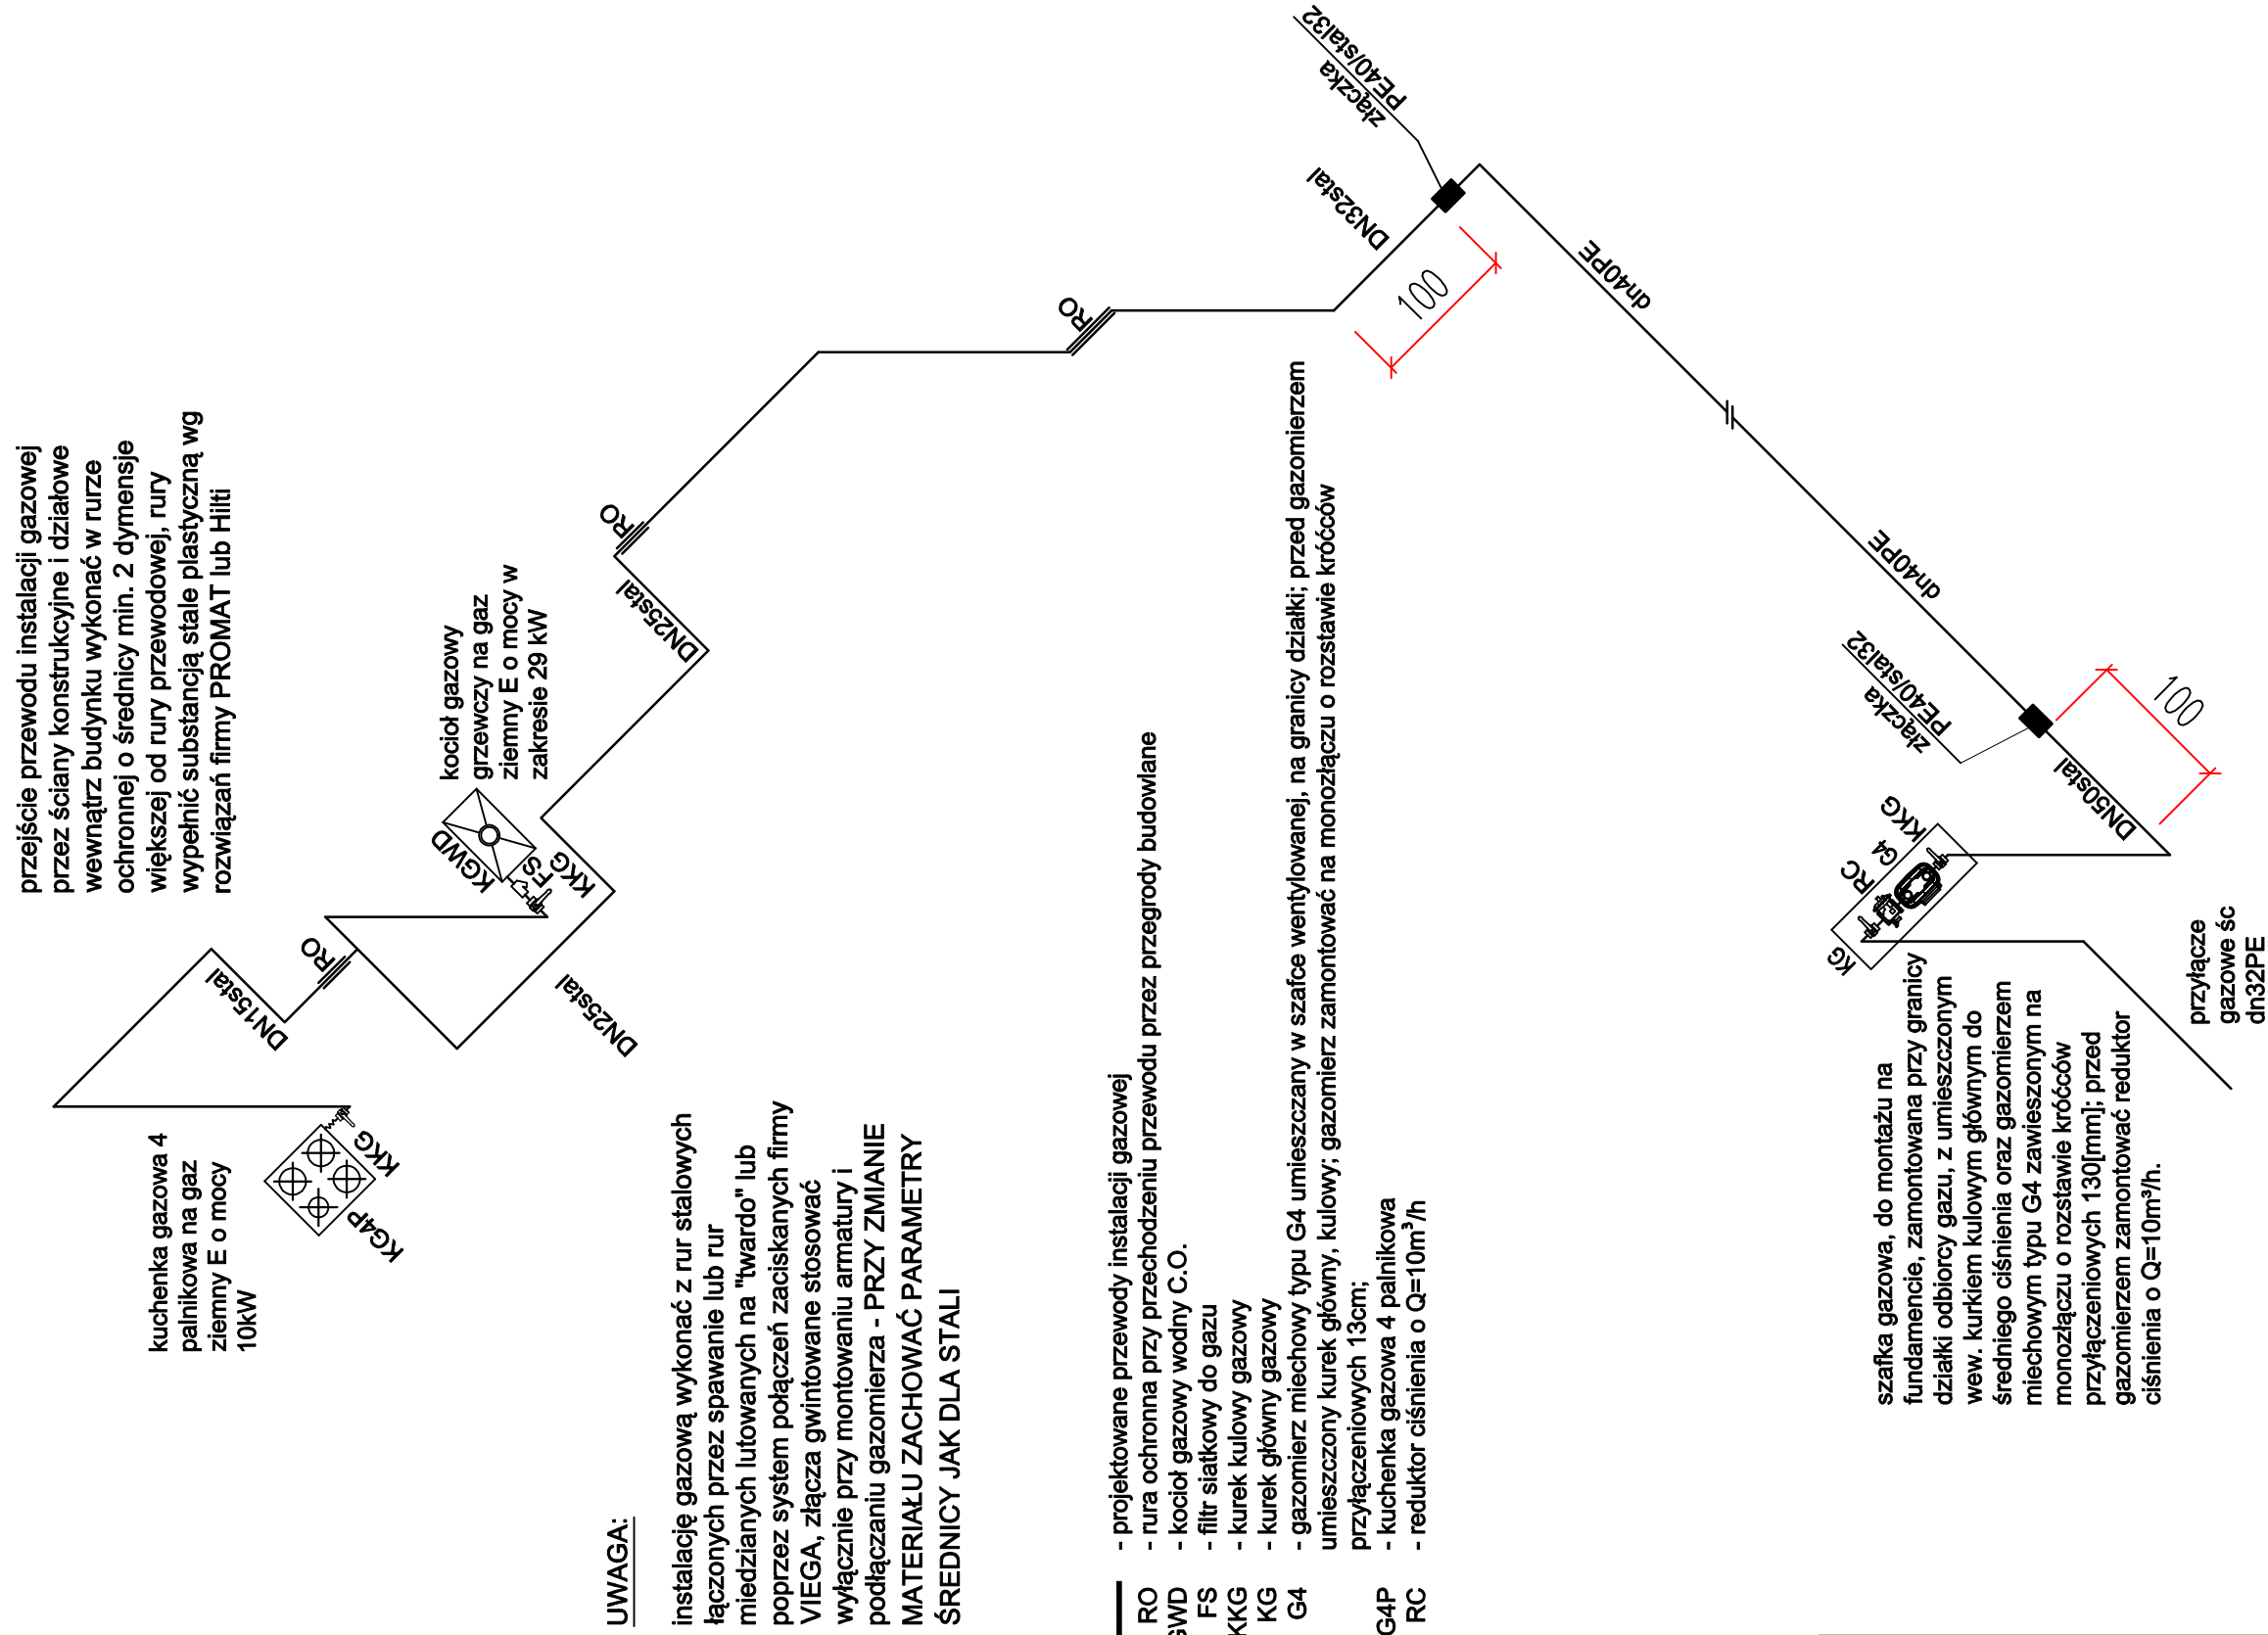 przejście przewodu instalacji gazowej
przez ściany konstrukcyjne i działowe
wewnątrz budynku wykonać w rurze
ochronnej o średnicy min. 2 dymensje
większej od rury przewodowej, rury
wypełnić substancją stale plastyczną wg
rozwiązań firmy PROMAT lub Hilti
kuchenka gazowa 4
palnikowa na gaz
ziemny E o mocy
10kW
KG4P
KKG
DN15stal
RO
DN25stal
kocioł gazowy
grzewczy na gaz
ziemny E o mocy w
zakresie 29 kW
KGWD
FS
KKG
DN25stal
RO
RO
DN32stal
złączka
PE40/stal32
100
dn40PE
dn40PE
złączka
PE40/stal32
100
DN50stal
KKG
G4
RC
KG
przyłącze
gazowe śc
dn32PE
szafka gazowa, do montażu na
fundamencie, zamontowana przy granicy
działki odbiorcy gazu, z umieszczonym
wew. kurkiem kulowym głównym do
średniego ciśnienia oraz gazomierzem
miechowym typu G4 zawieszonym na
monozłączu o rozstawie króćców
przyłączeniowych 130[mm]; przed
gazomierzem zamontować reduktor
ciśnienia o Q=10m³/h.
UWAGA:
instalację gazową wykonać z rur stalowych
łączonych przez spawanie lub rur
miedzianych lutowanych na "twardo" lub
poprzez system połączeń zaciskanych firmy
VIEGA, złącza gwintowane stosować
wyłącznie przy montowaniu armatury i
podłączaniu gazomierza - PRZY ZMIANIE
MATERIAŁU ZACHOWAĆ PARAMETRY
ŚREDNICY JAK DLA STALI
- projektowane przewody instalacji gazowej
RO - rura ochronna przy przechodzeniu przewodu przez przegrody budowlane
GWD - kocioł gazowy wodny C.O.
FS - filtr siatkowy do gazu
KKG - kurek kulowy gazowy
KG - kurek główny gazowy
G4 - gazomierz miechowy typu G4 umieszczany w szafce wentylowanej, na granicy działki; przed gazomierzem
umieszczony kurek główny, kulowy; gazomierz zamontować na monozłączu o rozstawie króćców
przyłączeniowych 13cm;
G4P - kuchenka gazowa 4 palnikowa
RC - reduktor ciśnienia o Q=10m³/h